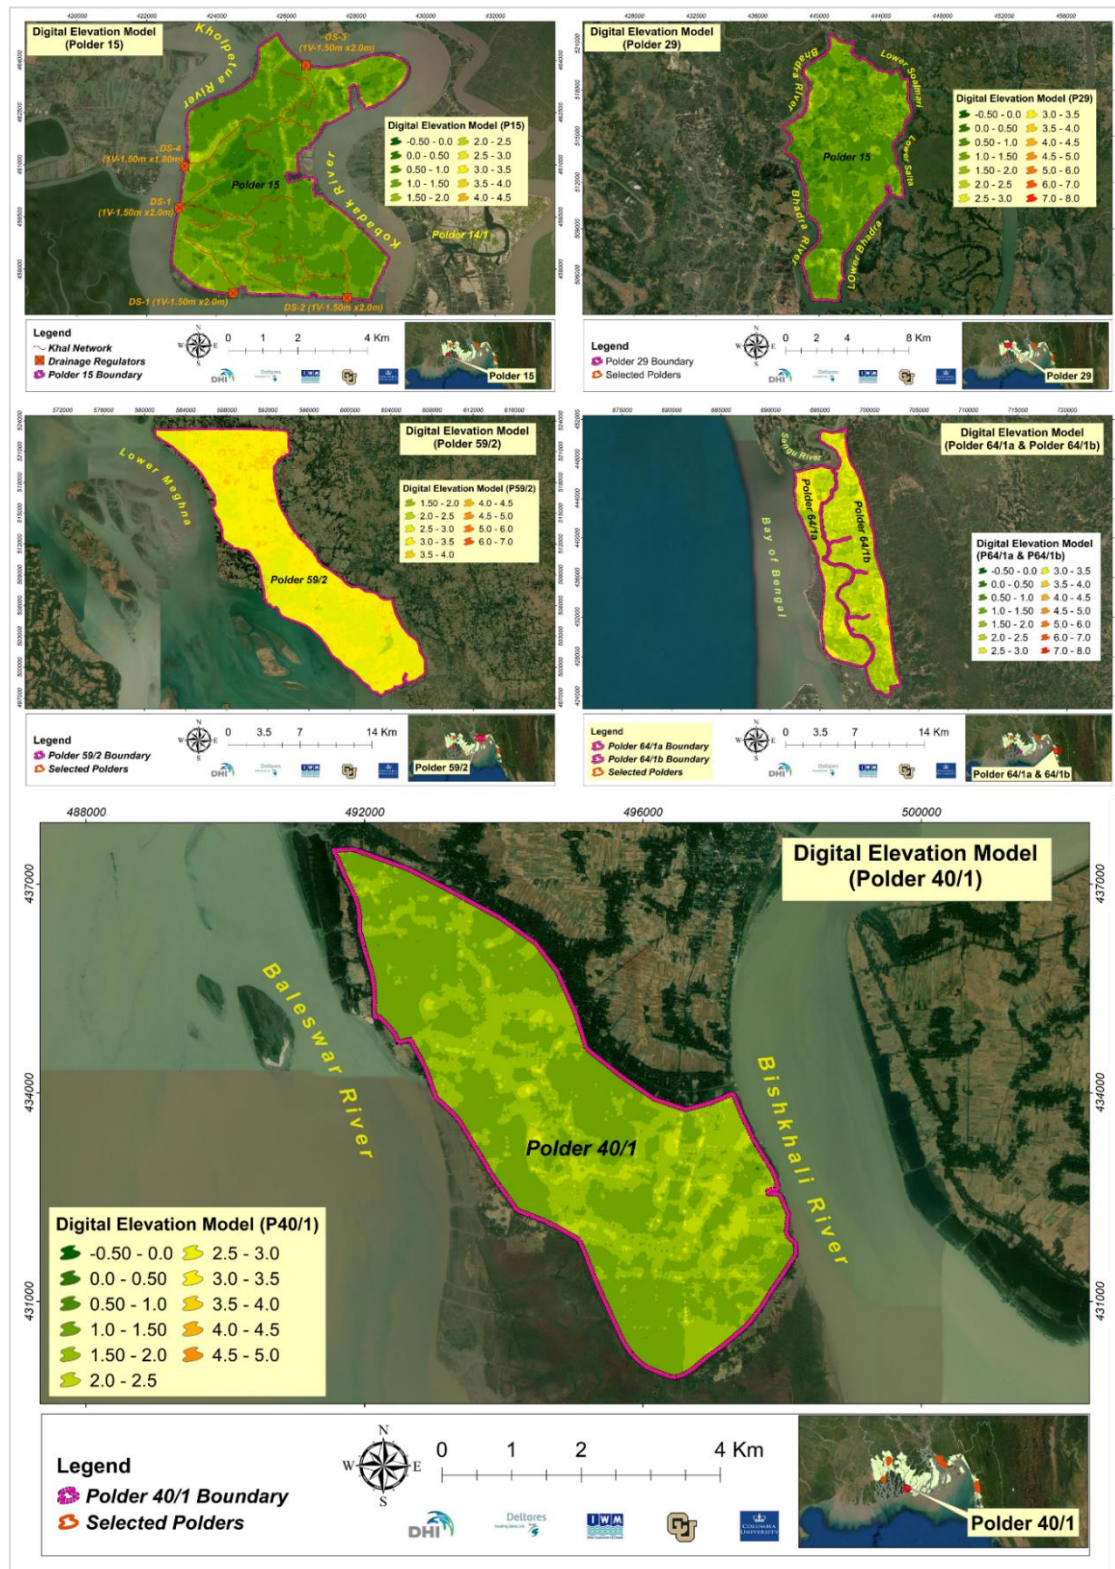 Digital Elevation Model
(Polder 15)
Kholpetua River
DS-3
(1V-1.50m x2.0m)
DS-4
(1V-1.50m x1.80m)
DS-1
(1V-1.50m x2.0m)
Polder 15
Kobadak River
Polder 14/1
DS-1 (1V-1.50m x2.0m)
DS-2 (1V-1.50m x2.0m)
Digital Elevation Model (P15)
-0.50 - 0.0 2.0 - 2.5
0.0 - 0.50 2.5 - 3.0
0.50 - 1.0 3.0 - 3.5
1.0 - 1.50 3.5 - 4.0
1.50 - 2.0 4.0 - 4.5
Legend
Khal Network
Drainage Regulators
Polder 15 Boundary
N
W E
S
0 1 2 4 Km
DHI Deltares IWM
Polder 15
Digital Elevation Model
(Polder 29)
Bhadra River
Lower Soalmari
Lower Salta
Polder 15
Bhadra River
LOwer Bhadra
Digital Elevation Model (P29)
-0.50 - 0.0 3.0 - 3.5
0.0 - 0.50 3.5 - 4.0
0.50 - 1.0 4.0 - 4.5
1.0 - 1.50 4.5 - 5.0
1.50 - 2.0 5.0 - 6.0
2.0 - 2.5 6.0 - 7.0
2.5 - 3.0 7.0 - 8.0
Legend
Polder 29 Boundary
Selected Polders
N
W E
S
0 2 4 8 Km
DHI Deltares IWM
Polder 29
Digital Elevation Model
(Polder 59/2)
Lower Meghna
Polder 59/2
Digital Elevation Model (P59/2)
1.50 - 2.0 4.0 - 4.5
2.0 - 2.5 4.5 - 5.0
2.5 - 3.0 5.0 - 6.0
3.0 - 3.5 6.0 - 7.0
3.5 - 4.0
Legend
Polder 59/2 Boundary
Selected Polders
N
W E
S
0 3.5 7 14 Km
DHI Deltares IWM
Polder 59/2
Digital Elevation Model
(Polder 64/1a & Polder 64/1b)
Sangu River
Polder 64/1a
Polder 64/1b
Bay of Bengal
Digital Elevation Model
(P64/1a & P64/1b)
-0.50 - 0.0 3.0 - 3.5
0.0 - 0.50 3.5 - 4.0
0.50 - 1.0 4.0 - 4.5
1.0 - 1.50 4.5 - 5.0
1.50 - 2.0 5.0 - 6.0
2.0 - 2.5 6.0 - 7.0
2.5 - 3.0 7.0 - 8.0
Legend
Polder 64/1a Boundary
Polder 64/1b Boundary
Selected Polders
N
W E
S
0 3.5 7 14 Km
DHI Deltares IWM
Polder 64/1a & 64/1b
488000 492000 496000 500000
437000 437000
434000 434000
431000 431000
Digital Elevation Model
(Polder 40/1)
Baleswar River
Bishkhali River
Polder 40/1
Digital Elevation Model (P40/1)
-0.50 - 0.0 2.5 - 3.0
0.0 - 0.50 3.0 - 3.5
0.50 - 1.0 3.5 - 4.0
1.0 - 1.50 4.0 - 4.5
1.50 - 2.0 4.5 - 5.0
2.0 - 2.5
Legend
Polder 40/1 Boundary
Selected Polders
N
W E
S
0 1 2 4 Km
DHI Deltares IWM CU COLUMBIA UNIVERSITY
Polder 40/1